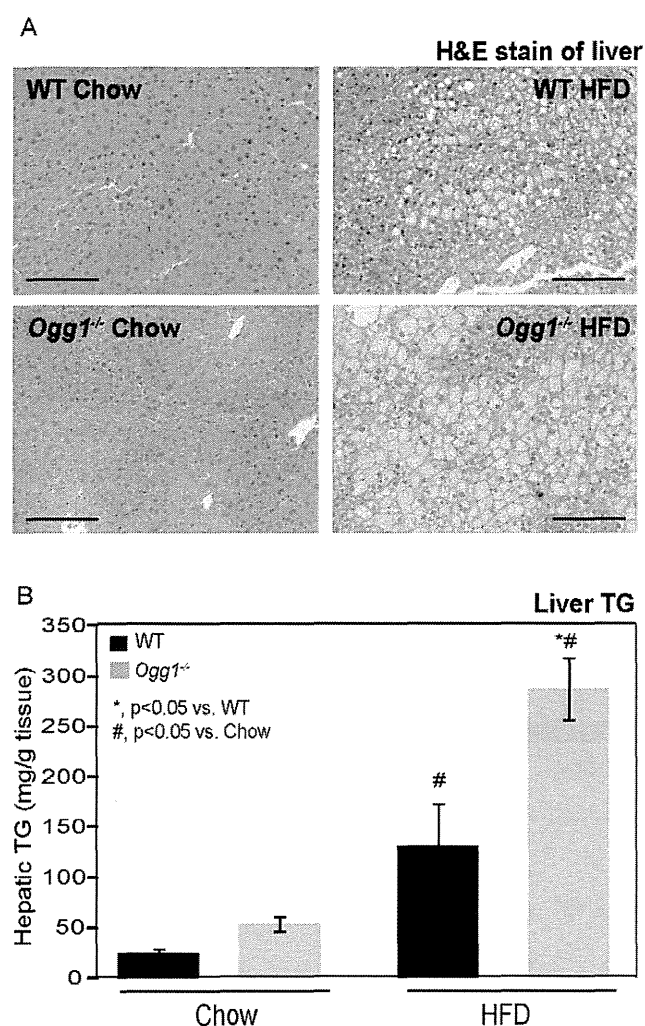 A
H&E stain of liver
WT Chow
WT HFD
Ogg1-/- Chow
Ogg1-/- HFD
B
Liver TG
350
300
250
200
150
100
50
0
Hepatic TG (mg/g tissue)
WT
Ogg1-/-
*, p<0.05 vs. WT
#, p<0.05 vs. Chow
#
*#
Chow
HFD